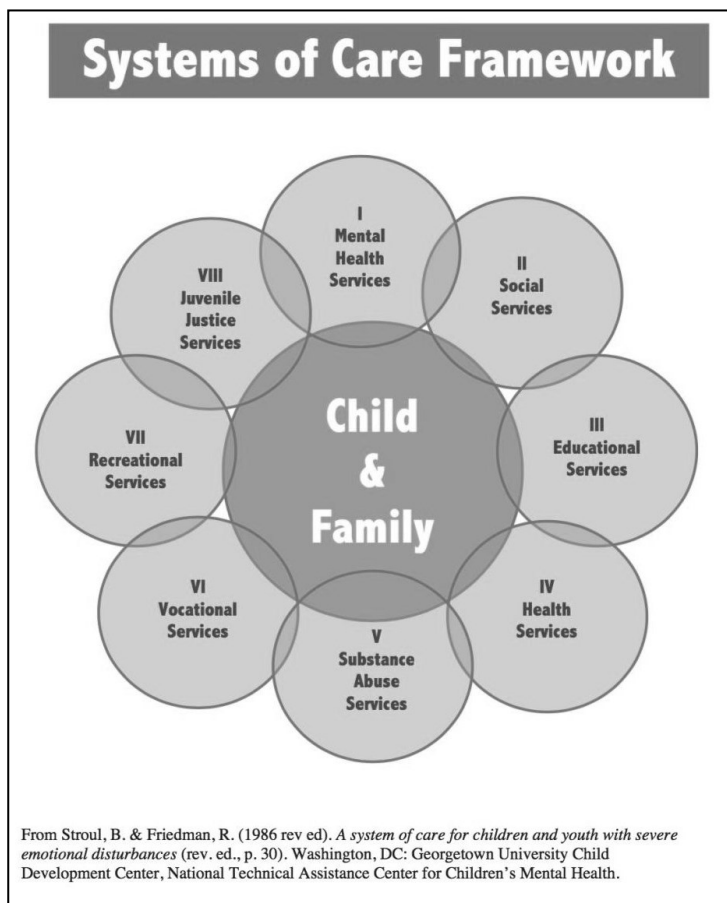 Systems of Care Framework
I
Mental
Health
Services
II
Social
Services
III
Educational
Services
IV
Health
Services
V
Substance
Abuse
Services
VI
Vocational
Services
VII
Recreational
Services
VIII
Juvenile
Justice
Services
Child
&
Family
From Stroul, B. & Friedman, R. (1986 rev ed). A system of care for children and youth with severe
emotional disturbances (rev. ed., p. 30). Washington, DC: Georgetown University Child
Development Center, National Technical Assistance Center for Children’s Mental Health.